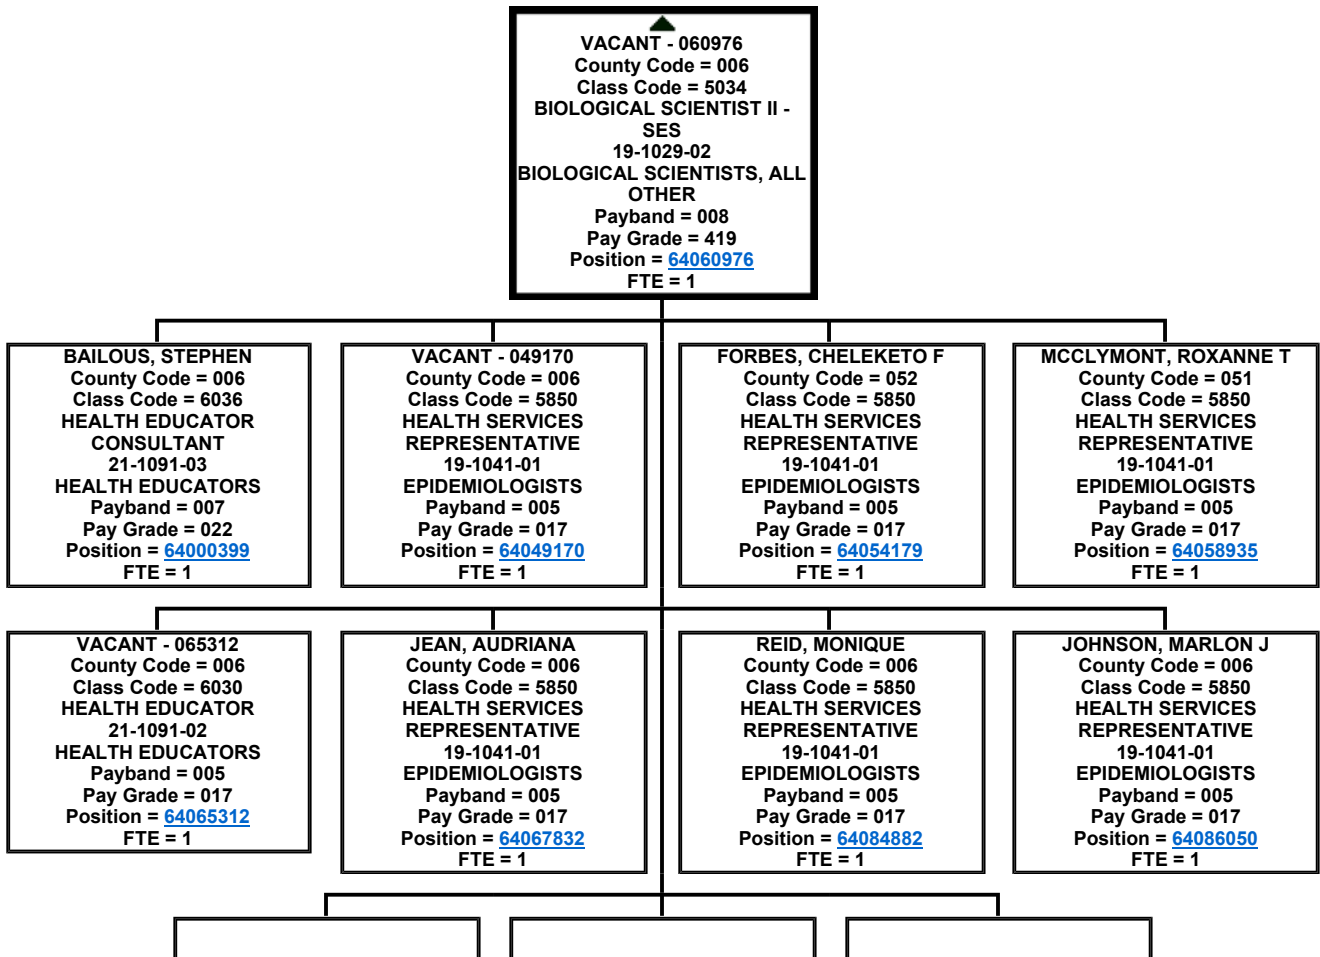 VACANT - 060976
County Code = 006
Class Code = 5034
BIOLOGICAL SCIENTIST II -
SES
19-1029-02
BIOLOGICAL SCIENTISTS, ALL
OTHER
Payband = 008
Pay Grade = 419
Position = 64060976
FTE = 1
BAILOUS, STEPHEN
County Code = 006
Class Code = 6036
HEALTH EDUCATOR
CONSULTANT
21-1091-03
HEALTH EDUCATORS
Payband = 007
Pay Grade = 022
Position = 64000399
FTE = 1
VACANT - 049170
County Code = 006
Class Code = 5850
HEALTH SERVICES
REPRESENTATIVE
19-1041-01
EPIDEMIOLOGISTS
Payband = 005
Pay Grade = 017
Position = 64049170
FTE = 1
FORBES, CHELEKETO F
County Code = 052
Class Code = 5850
HEALTH SERVICES
REPRESENTATIVE
19-1041-01
EPIDEMIOLOGISTS
Payband = 005
Pay Grade = 017
Position = 64054179
FTE = 1
MCCLYMONT, ROXANNE T
County Code = 051
Class Code = 5850
HEALTH SERVICES
REPRESENTATIVE
19-1041-01
EPIDEMIOLOGISTS
Payband = 005
Pay Grade = 017
Position = 64058935
FTE = 1
VACANT - 065312
County Code = 006
Class Code = 6030
HEALTH EDUCATOR
21-1091-02
HEALTH EDUCATORS
Payband = 005
Pay Grade = 017
Position = 64065312
FTE = 1
JEAN, AUDRIANA
County Code = 006
Class Code = 5850
HEALTH SERVICES
REPRESENTATIVE
19-1041-01
EPIDEMIOLOGISTS
Payband = 005
Pay Grade = 017
Position = 64067832
FTE = 1
REID, MONIQUE
County Code = 006
Class Code = 5850
HEALTH SERVICES
REPRESENTATIVE
19-1041-01
EPIDEMIOLOGISTS
Payband = 005
Pay Grade = 017
Position = 64084882
FTE = 1
JOHNSON, MARLON J
County Code = 006
Class Code = 5850
HEALTH SERVICES
REPRESENTATIVE
19-1041-01
EPIDEMIOLOGISTS
Payband = 005
Pay Grade = 017
Position = 64086050
FTE = 1